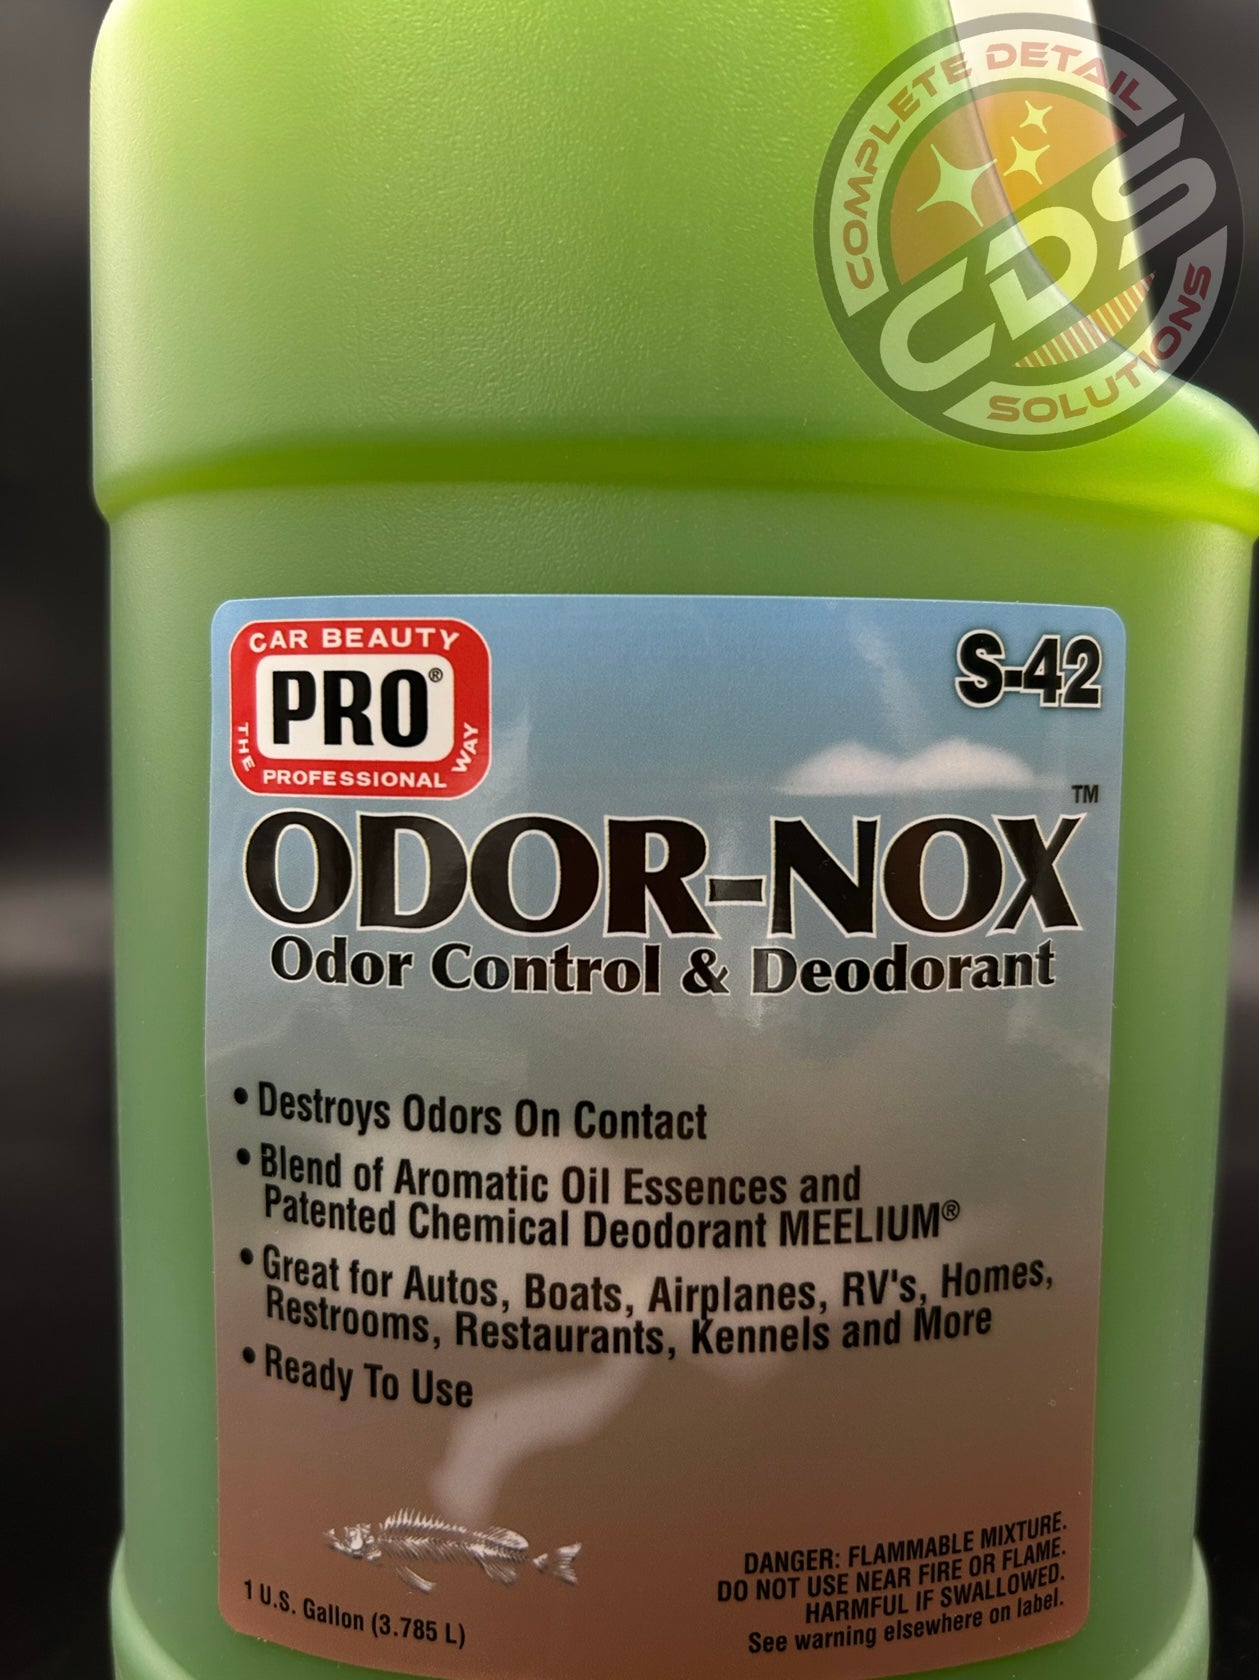 COMPLETE DETAIL
CDS
SOLUTIONS
CAR BEAUTY
PRO®
THE PROFESSIONAL WAY
S-42
ODOR-NOX™
Odor Control & Deodorant
• Destroys Odors On Contact
• Blend of Aromatic Oil Essences and
Patented Chemical Deodorant MEELIUM®
• Great for Autos, Boats, Airplanes, RV's, Homes,
Restrooms, Restaurants, Kennels and More
• Ready To Use
1 U.S. Gallon (3.785 L)
DANGER: FLAMMABLE MIXTURE.
DO NOT USE NEAR FIRE OR FLAME.
HARMFUL IF SWALLOWED.
See warning elsewhere on label.